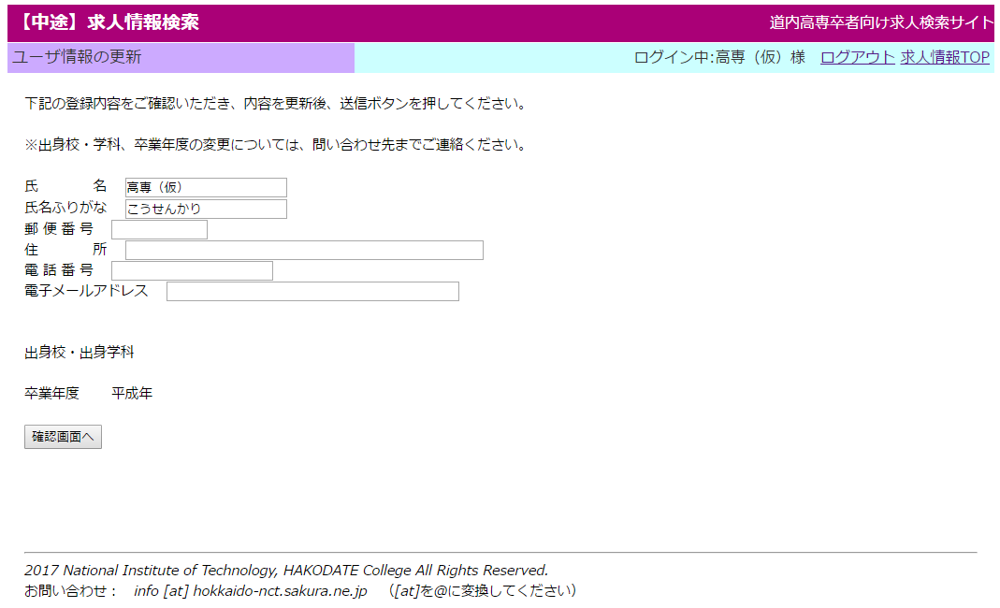 【中途】求人情報検索 道内高専卒者向け求人検索サイト
ユーザ情報の更新 ログイン中:高専（仮）様 ログアウト 求人情報TOP
下記の登録内容をご確認いただき、内容を更新後、送信ボタンを押してください。
※出身校・学科、卒業年度の変更については、問い合わせ先までご連絡ください。
氏　　　　名 高専（仮）
氏名ふりがな こうせんかり
郵 便 番 号
住　　　　所
電 話 番 号
電子メールアドレス
出身校・出身学科
卒業年度 平成年
確認画面へ
2017 National Institute of Technology, HAKODATE College All Rights Reserved.
お問い合わせ： info [at] hokkaido-nct.sakura.ne.jp （[at]を@に変換してください）